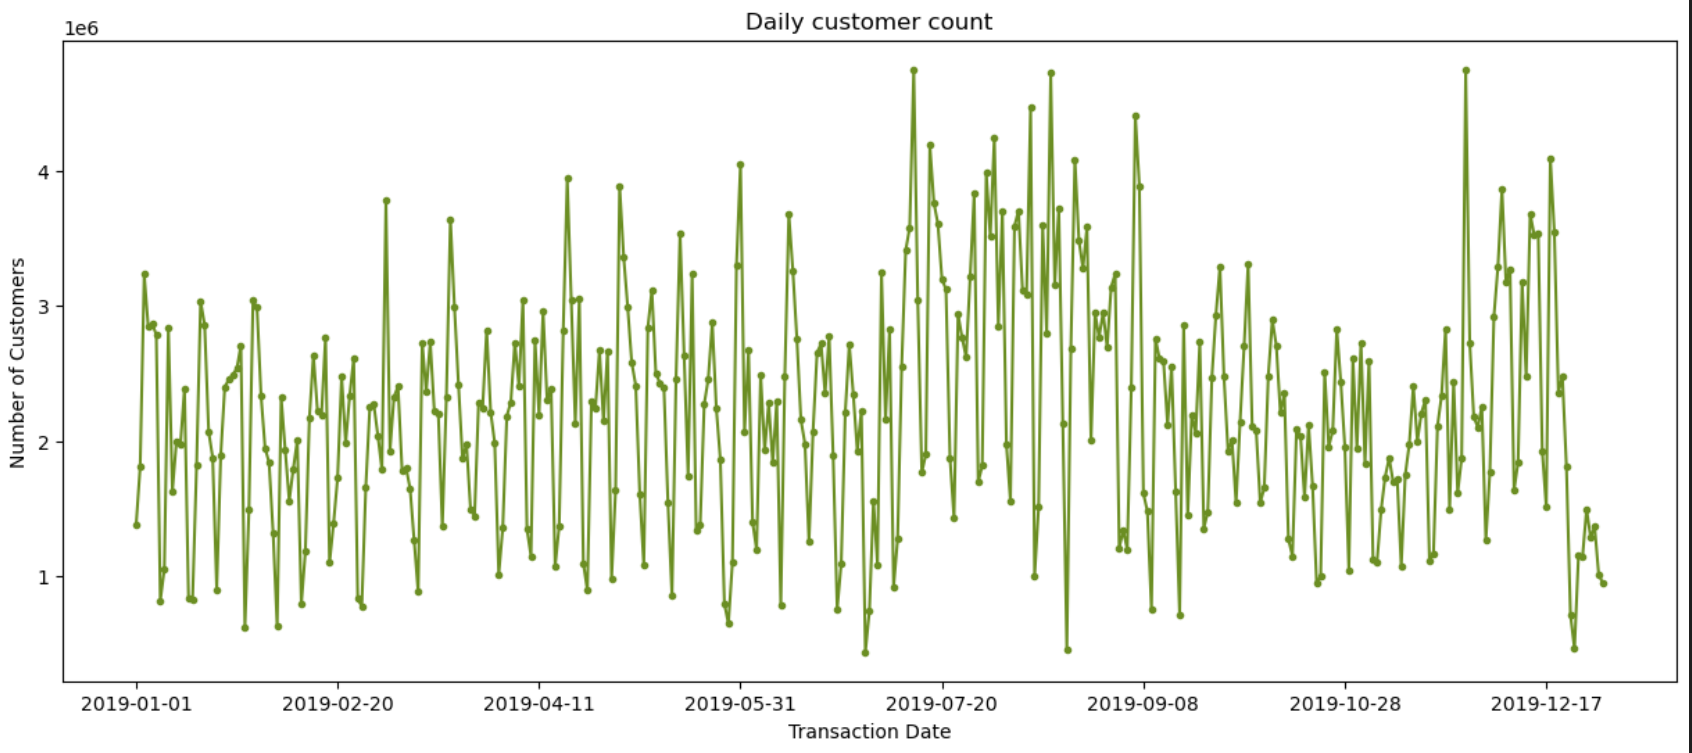 Daily customer count
1e6
4
3
2
1
Number of Customers
2019-01-01 2019-02-20 2019-04-11 2019-05-31 2019-07-20 2019-09-08 2019-10-28 2019-12-17
Transaction Date